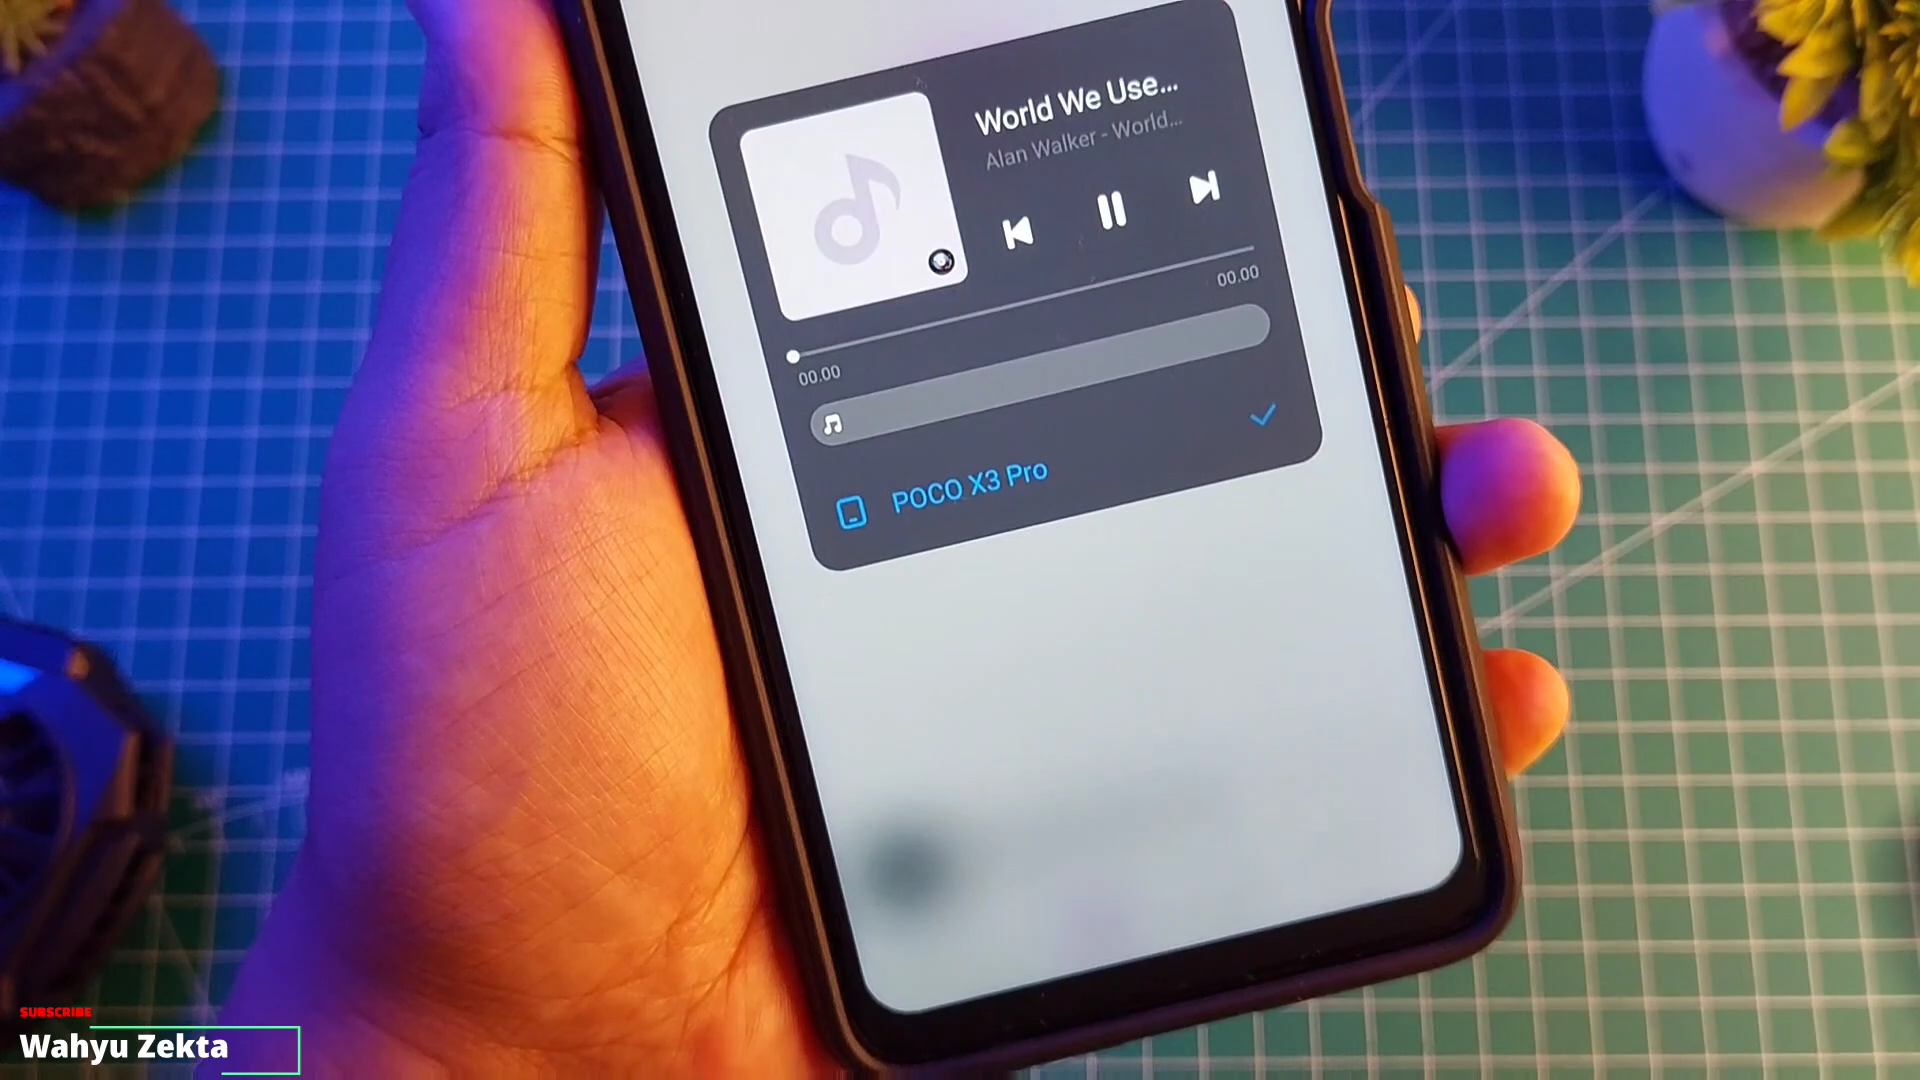 World We Use...
Alan Walker - World...
00.00
00.00
POCO X3 Pro
SUBSCRIBE
Wahyu Zekta